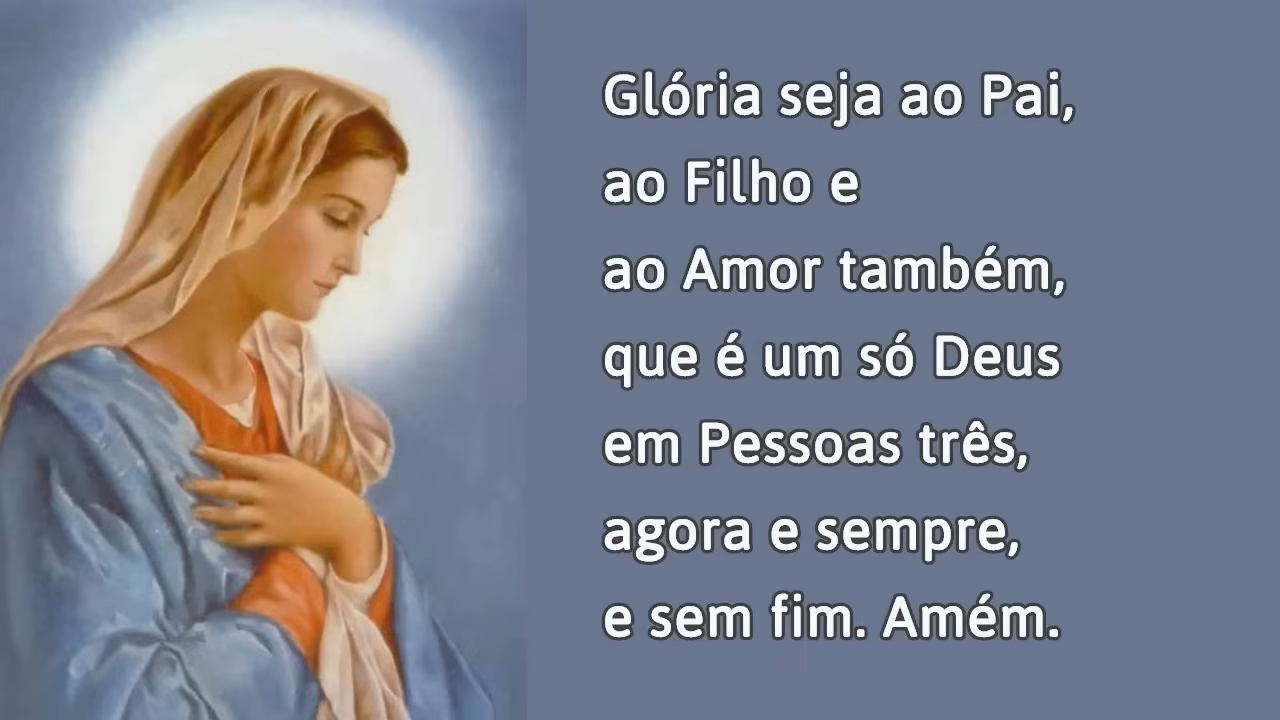 Glória seja ao Pai,
ao Filho e
ao Amor também,
que é um só Deus
em Pessoas três,
agora e sempre,
e sem fim. Amém.